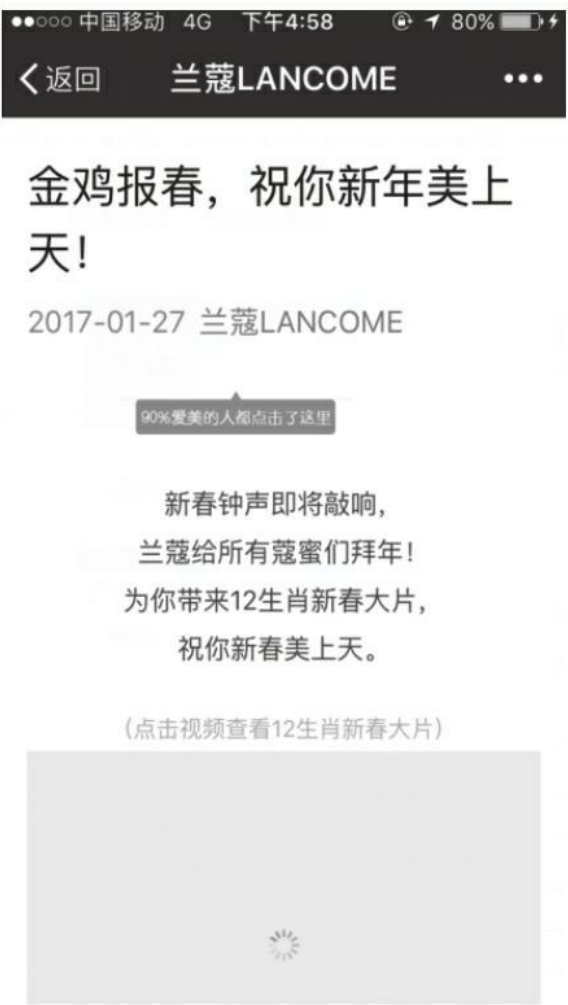 中国移动 4G 下午4:58 80%
返回 兰蔻LANCOME
金鸡报春，祝你新年美上
天！
2017-01-27 兰蔻LANCOME
90%爱美的人都点击了这里
新春钟声即将敲响，
兰蔻给所有蔻蜜们拜年！
为你带来12生肖新春大片，
祝你新春美上天。
（点击视频查看12生肖新春大片）